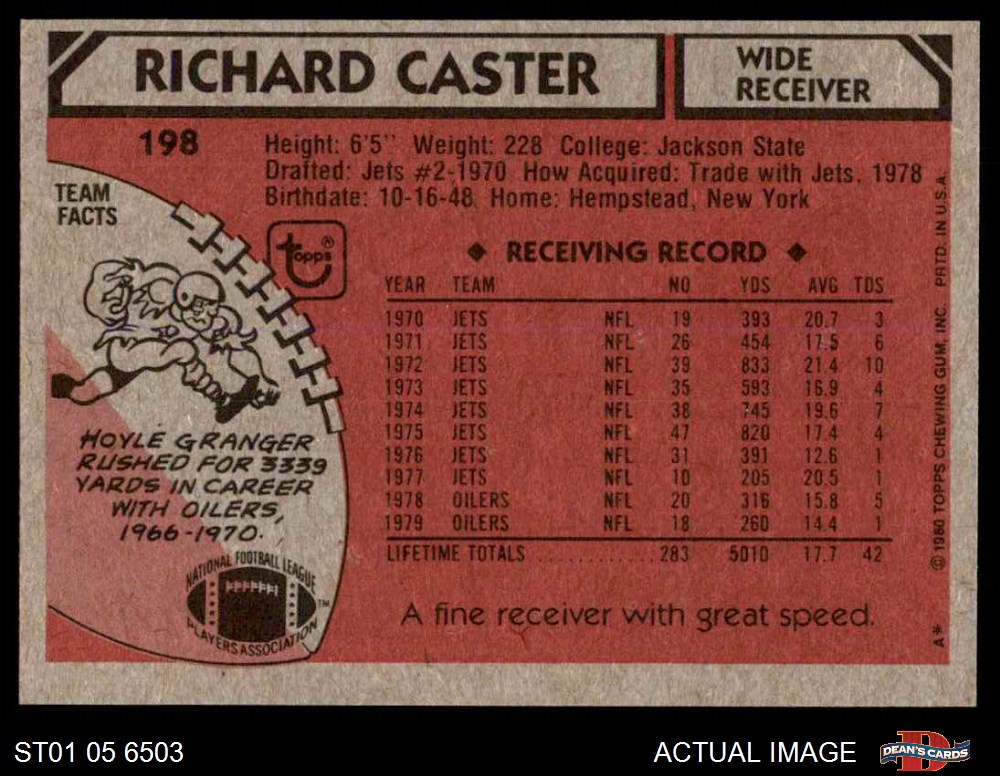 RICHARD CASTER
WIDE
RECEIVER
198
Height: 6'5" Weight: 228 College: Jackson State
Drafted: Jets #2-1970 How Acquired: Trade with Jets, 1978
Birthdate: 10-16-48 Home: Hempstead, New York
TEAM
FACTS
topps®
HOYLE GRANGER
RUSHED FOR 3339
YARDS IN CAREER
WITH OILERS,
1966-1970.
NATIONAL FOOTBALL LEAGUE
PLAYERS ASSOCIATION
TM
◆ RECEIVING RECORD ◆
YEAR TEAM NO YDS AVG TDS
1970 JETS NFL 19 393 20.7 3
1971 JETS NFL 26 454 17.5 6
1972 JETS NFL 39 833 21.4 10
1973 JETS NFL 35 593 16.9 4
1974 JETS NFL 38 745 19.6 7
1975 JETS NFL 47 820 17.4 4
1976 JETS NFL 31 391 12.6 1
1977 JETS NFL 10 205 20.5 1
1978 OILERS NFL 20 316 15.8 5
1979 OILERS NFL 18 260 14.4 1
LIFETIME TOTALS ............ 283 5010 17.7 42
A fine receiver with great speed.
A* © 1980 TOPPS CHEWING GUM, INC. PRTD. IN U.S.A.
ST01 05 6503
ACTUAL IMAGE
DEAN'S CARDS